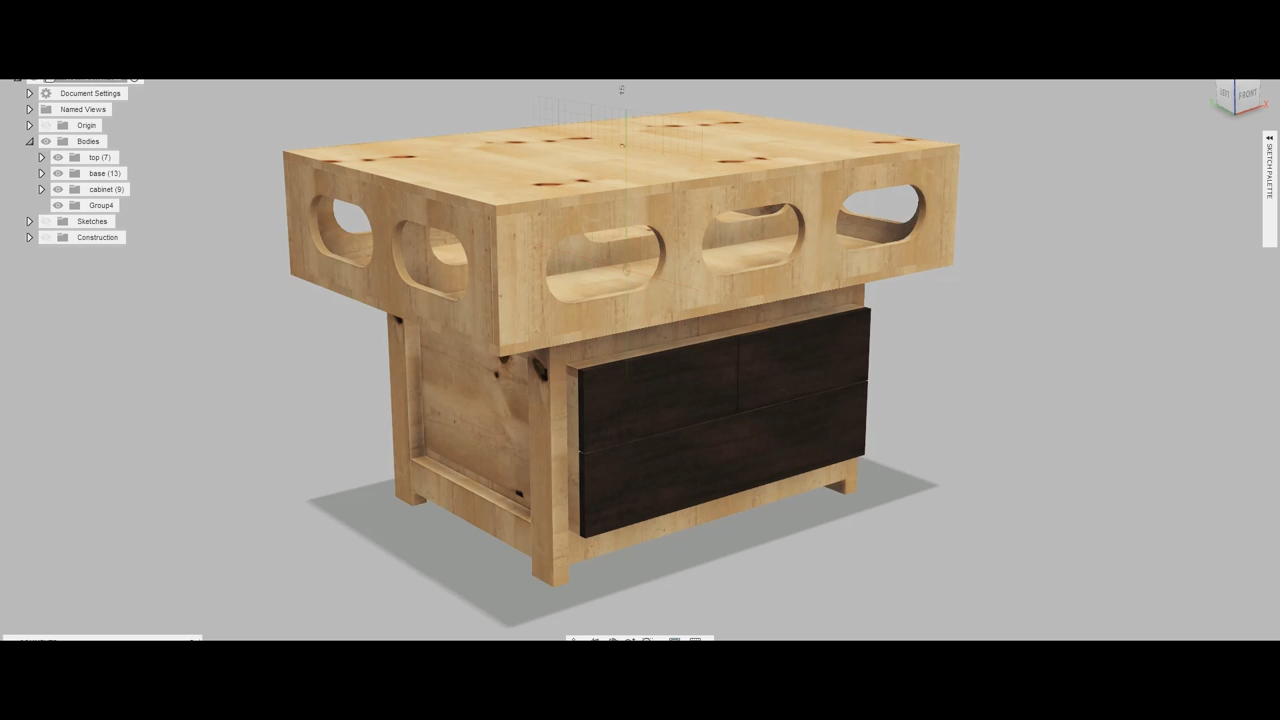 Document Settings
Named Views
Origin
Bodies
top (7)
base (13)
cabinet (9)
Group4
Sketches
Construction
LEFT
FRONT
X
SKETCH PALETTE